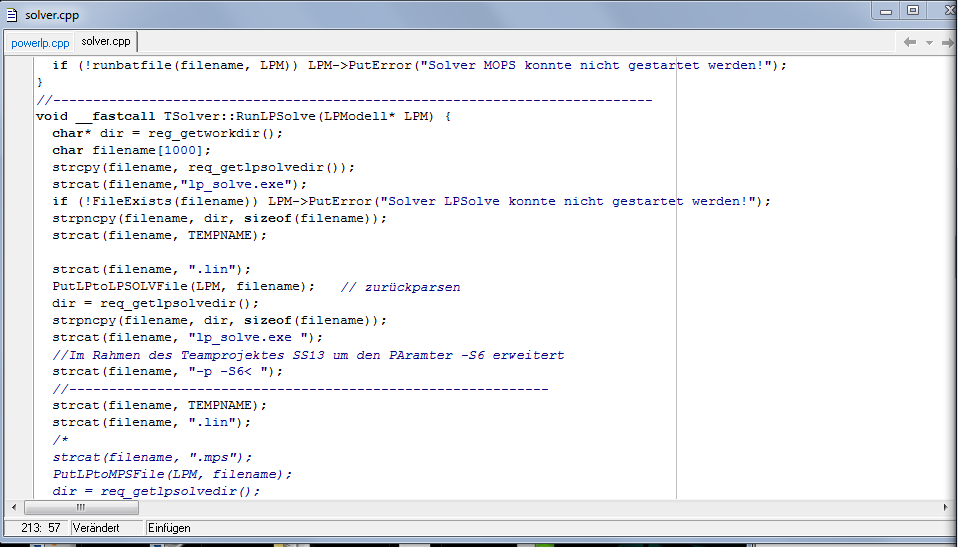 solver.cpp
powerlp.cpp solver.cpp
if (!runbatfile(filename, LPM)) LPM->PutError("Solver MOPS konnte nicht gestartet werden!");
}
//---------------------------------------------------------------------------
void __fastcall TSolver::RunLPSolve(LPModell* LPM) {
char* dir = reg_getworkdir();
char filename[1000];
strcpy(filename, req_getlpsolvedir());
strcat(filename,"lp_solve.exe");
if (!FileExists(filename)) LPM->PutError("Solver LPSolve konnte nicht gestartet werden!");
strpncpy(filename, dir, sizeof(filename));
strcat(filename, TEMPNAME);
strcat(filename, ".lin");
PutLPtoLPSOLVFile(LPM, filename); // zurückparsen
dir = req_getlpsolvedir();
strpncpy(filename, dir, sizeof(filename));
strcat(filename, "lp_solve.exe ");
//Im Rahmen des Teamprojektes SS13 um den PAramter -S6 erweitert
strcat(filename, "-p -S6< ");
//------------------------------------------------------------
strcat(filename, TEMPNAME);
strcat(filename, ".lin");
/*
strcat(filename, ".mps");
PutLPtoMPSFile(LPM, filename);
dir = req_getlpsolvedir();
213: 57 Verändert Einfügen